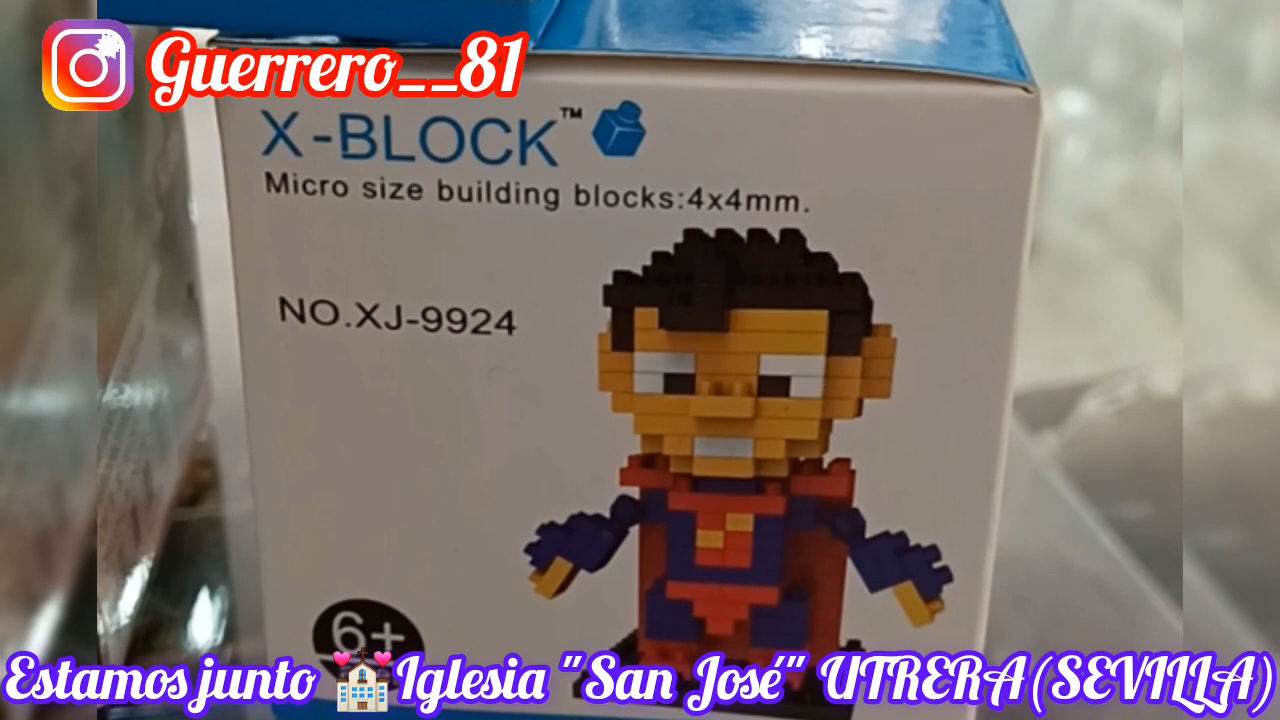 Guerrero__81
X-BLOCK™
Micro size building blocks:4x4mm.
NO.XJ-9924
6+
Estamos junto 💒Iglesia "San José" UTRERA(SEVILLA)